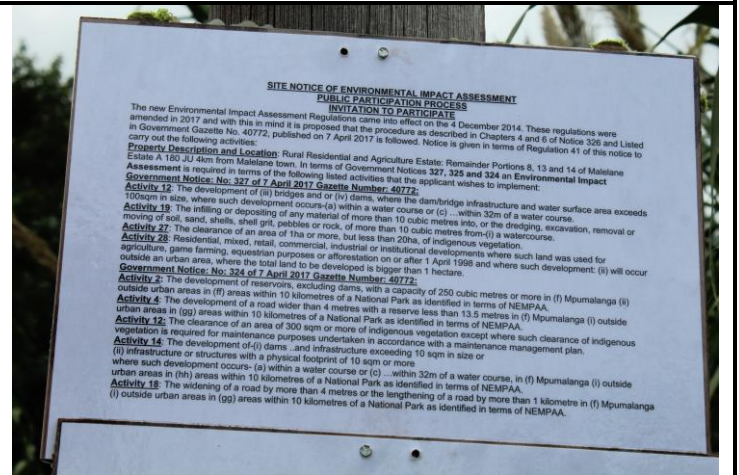 SITE NOTICE OF ENVIRONMENTAL IMPACT ASSESSMENT
PUBLIC PARTICIPATION PROCESS
INVITATION TO PARTICIPATE
The new Environmental Impact Assessment Regulations came into effect on the 4 December 2014. These regulations were
amended in 2017 and with this in mind it is proposed that the procedure as described in Chapters 4 and 6 of Notice 326 and Listed
in Government Gazette No. 40772, published on 7 April 2017 is followed. Notice is given in terms of Regulation 41 of this notice to
carry out the following activities:
Property Description and Location: Rural Residential and Agriculture Estate: Remainder Portions 8, 13 and 14 of Malelane
Estate A 180 JU 4km from Malelane town. In terms of Government Notices 327, 325 and 324 an Environmental Impact
Assessment is required in terms of the following listed activities that the applicant wishes to implement:
Government Notice: No: 327 of 7 April 2017 Gazette Number: 40772:
Activity 12: The development of (iii) bridges and or (iv) dams, where the dam/bridge infrastructure and water surface area exceeds
100sqm in size, where such development occurs-(a) within a water course or (c) ...within 32m of a water course.
Activity 19: The infilling or depositing of any material of more than 10 cubic metres into, or the dredging, excavation, removal or
moving of soil, sand, shells, shell grit, pebbles or rock, of more than 10 cubic metres from-(i) a watercourse.
Activity 27: The clearance of an area of 1ha or more, but less than 20ha, of indigenous vegetation.
Activity 28: Residential, mixed, retail, commercial, industrial or institutional developments where such land was used for
agriculture, game farming, equestrian purposes or afforestation on or after 1 April 1998 and where such development: (ii) will occur
outside an urban area, where the total land to be developed is bigger than 1 hectare.
Government Notice: No: 324 of 7 April 2017 Gazette Number: 40772:
Activity 2: The development of reservoirs, excluding dams, with a capacity of 250 cubic metres or more in (f) Mpumalanga (ii)
outside urban areas in (ff) areas within 10 kilometres of a National Park as identified in terms of NEMPAA.
Activity 4: The development of a road wider than 4 metres with a reserve less than 13.5 metres in (f) Mpumalanga (i) outside
urban areas in (gg) areas within 10 kilometres of a National Park as identified in terms of NEMPAA.
Activity 12: The clearance of an area of 300 sqm or more of indigenous vegetation except where such clearance of indigenous
vegetation is required for maintenance purposes undertaken in accordance with a maintenance management plan.
Activity 14: The development of-(i) dams ..and infrastructure exceeding 10 sqm in size or
(ii) infrastructure or structures with a physical footprint of 10 sqm or more
where such development occurs- (a) within a water course or (c) ...within 32m of a water course, in (f) Mpumalanga (i) outside
urban areas in (hh) areas within 10 kilometres of a National Park as identified in terms of NEMPAA.
Activity 18: The widening of a road by more than 4 metres or the lengthening of a road by more than 1 kilometre in (f) Mpumalanga
(i) outside urban areas in (gg) areas within 10 kilometres of a National Park as identified in terms of NEMPAA.